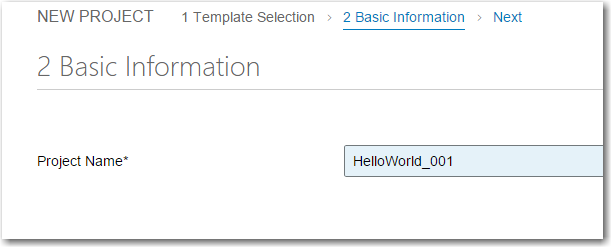 NEW PROJECT 1 Template Selection › 2 Basic Information › Next
2 Basic Information
Project Name* HelloWorld_001